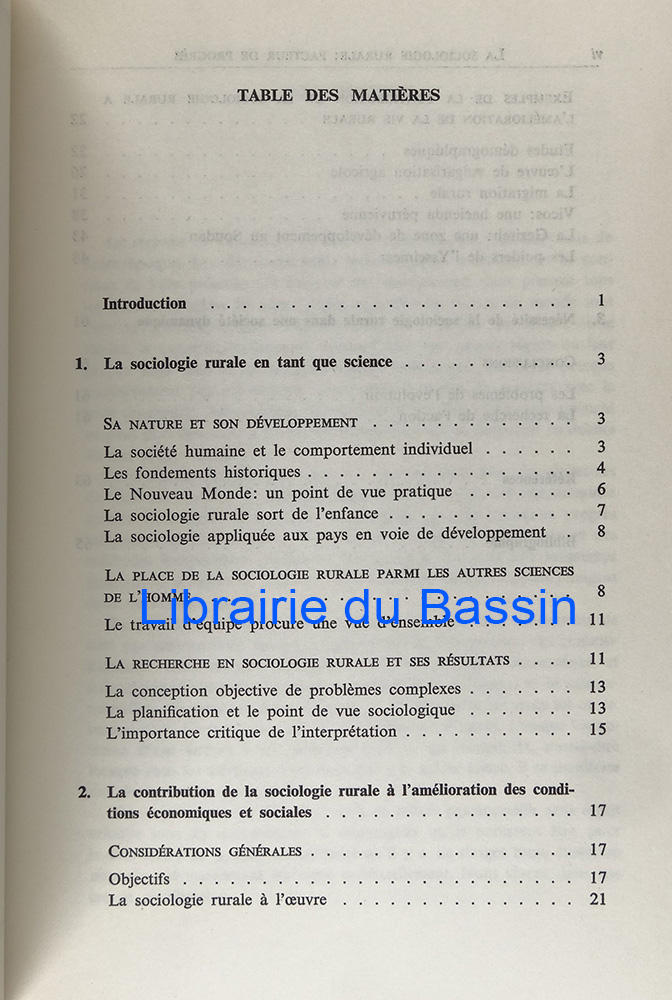 TABLE DES MATIÈRES
Introduction . . . . . . . . . . . . . . . . . . . 1
1. La sociologie rurale en tant que science . . . . . . . . . . . 3
SA NATURE ET SON DÉVELOPPEMENT . . . . . . . . . . . . 3
La société humaine et le comportement individuel . . . . . . 3
Les fondements historiques . . . . . . . . . . . . . . . . 4
Le Nouveau Monde: un point de vue pratique . . . . . . . 6
La sociologie rurale sort de l'enfance . . . . . . . . . . . 7
La sociologie appliquée aux pays en voie de développement . 8
LA PLACE DE LA SOCIOLOGIE RURALE PARMI LES AUTRES SCIENCES
DE L'HOMME . . . . . . . . . . . . . . . . . . . 8
Librairie du Bassin
Le travail d'équipe procure une vue d'ensemble . . . . . . . 11
LA RECHERCHE EN SOCIOLOGIE RURALE ET SES RÉSULTATS . . . . 11
La conception objective de problèmes complexes . . . . . . . 13
La planification et le point de vue sociologique . . . . . . . 13
L'importance critique de l'interprétation . . . . . . . . . . 15
2. La contribution de la sociologie rurale à l'amélioration des condi-
tions économiques et sociales . . . . . . . . . . . . . . . 17
CONSIDÉRATIONS GÉNÉRALES . . . . . . . . . . . . . . . . 17
Objectifs . . . . . . . . . . . . . . . . . . . . . . 17
La sociologie rurale à l'œuvre . . . . . . . . . . . . . . 21